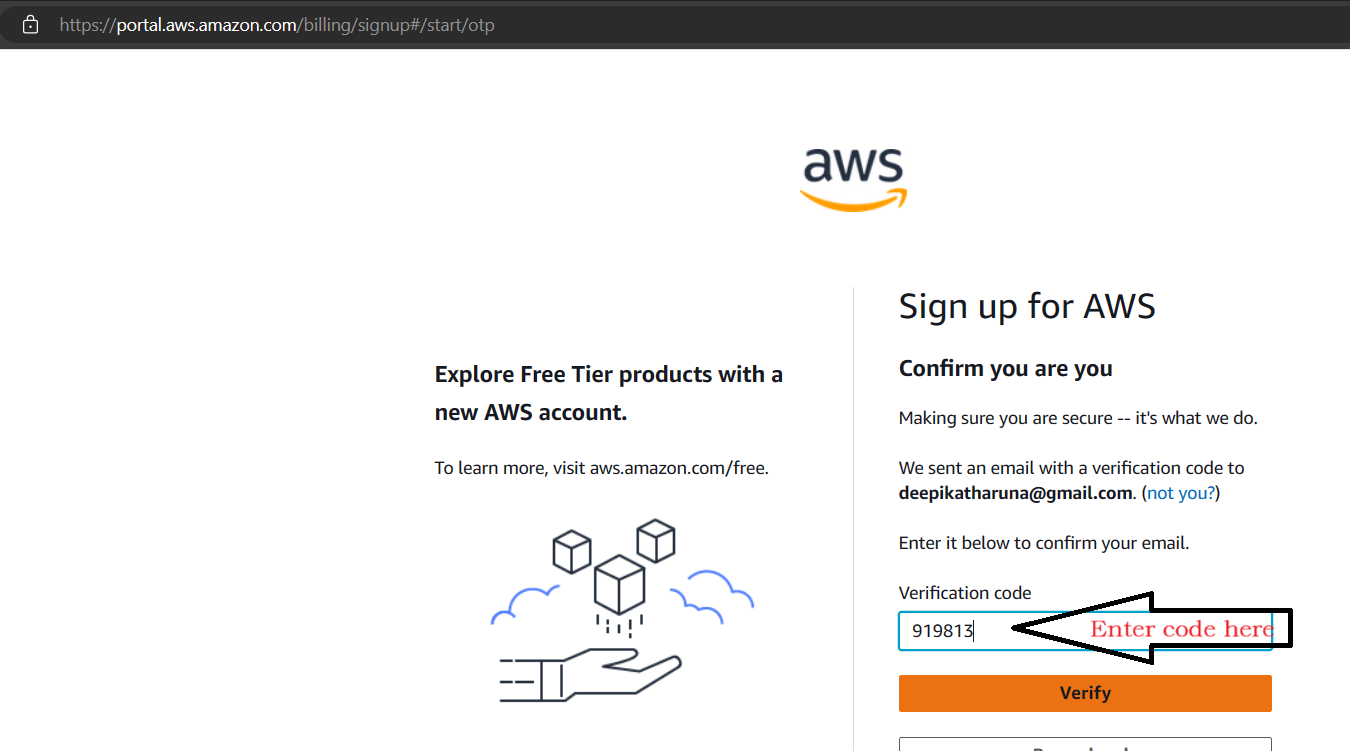 https://portal.aws.amazon.com/billing/signup#/start/otp
aws
Explore Free Tier products with a
new AWS account.
To learn more, visit aws.amazon.com/free.
Sign up for AWS
Confirm you are you
Making sure you are secure -- it's what we do.
We sent an email with a verification code to
deepikatharuna@gmail.com. (not you?)
Enter it below to confirm your email.
Verification code
919813 Enter code here
Verify